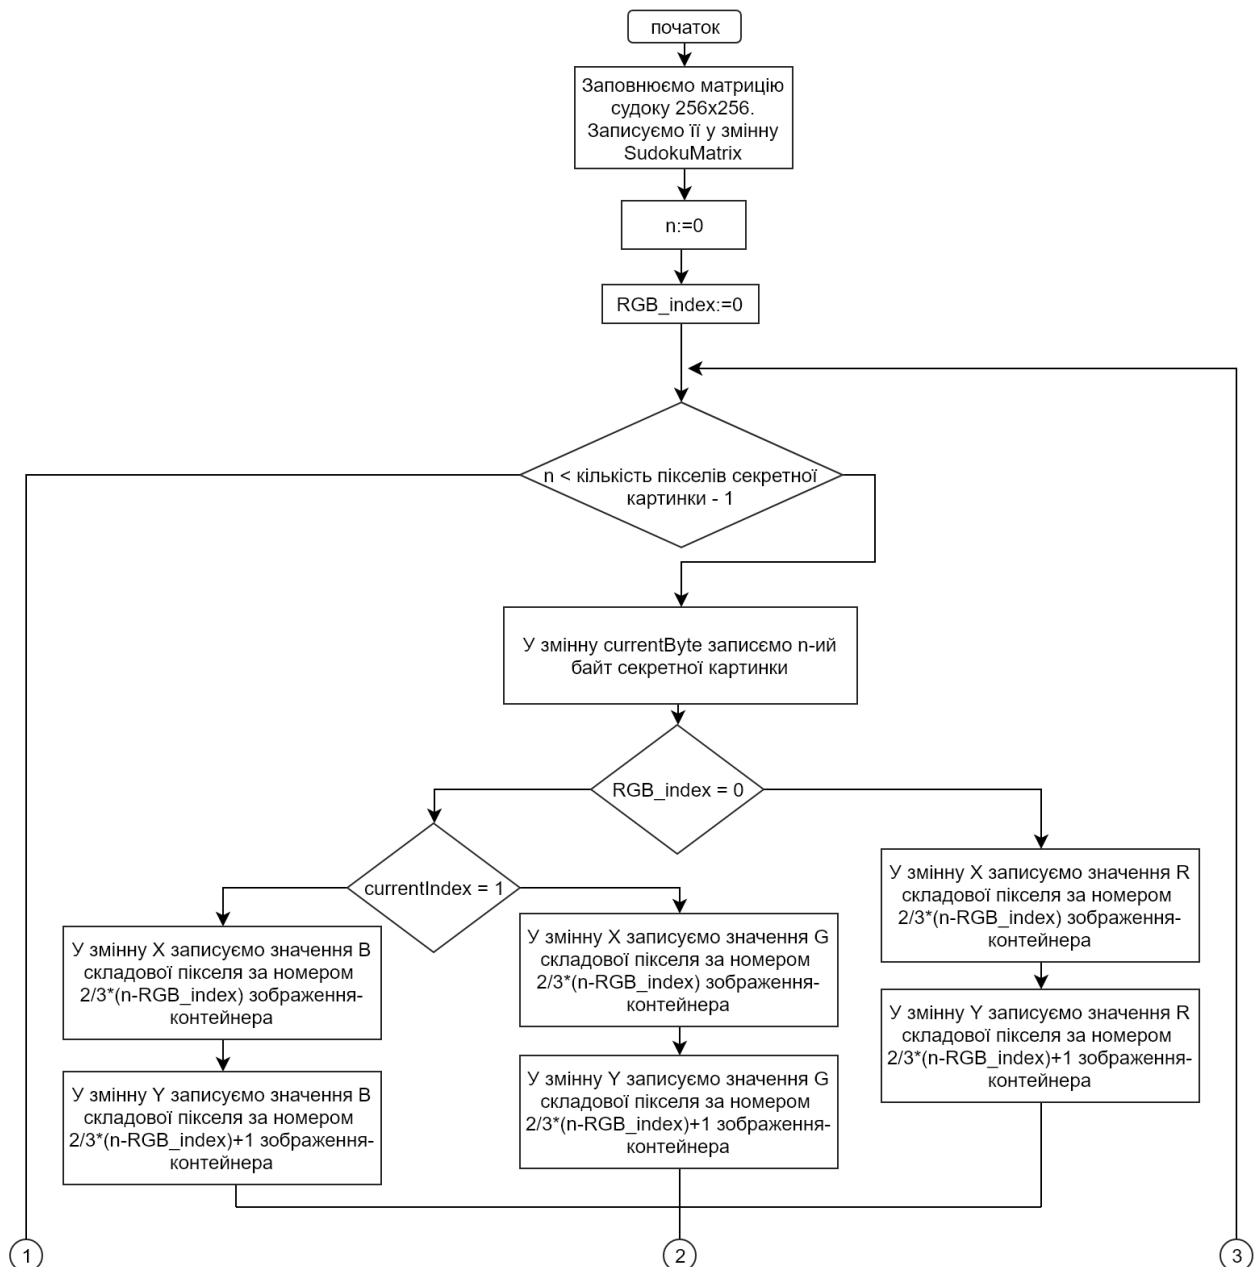 початок
Заповнюємо матрицію
судоку 256x256.
Записуємо її у змінну
SudokuMatrix
n:=0
RGB_index:=0
n < кількість пікселів секретної
картинки - 1
У змінну currentByte записємо n-ий
байт секретної картинки
RGB_index = 0
currentIndex = 1
У змінну X записуємо значення B
складової пікселя за номером
2/3*(n-RGB_index) зображення-
контейнера
У змінну Y записуємо значення B
складової пікселя за номером
2/3*(n-RGB_index)+1 зображення-
контейнера
У змінну X записуємо значення G
складової пікселя за номером
2/3*(n-RGB_index) зображення-
контейнера
У змінну Y записуємо значення G
складової пікселя за номером
2/3*(n-RGB_index)+1 зображення-
контейнера
У змінну X записуємо значення R
складової пікселя за номером
2/3*(n-RGB_index) зображення-
контейнера
У змінну Y записуємо значення R
складової пікселя за номером
2/3*(n-RGB_index)+1 зображення-
контейнера
1
2
3